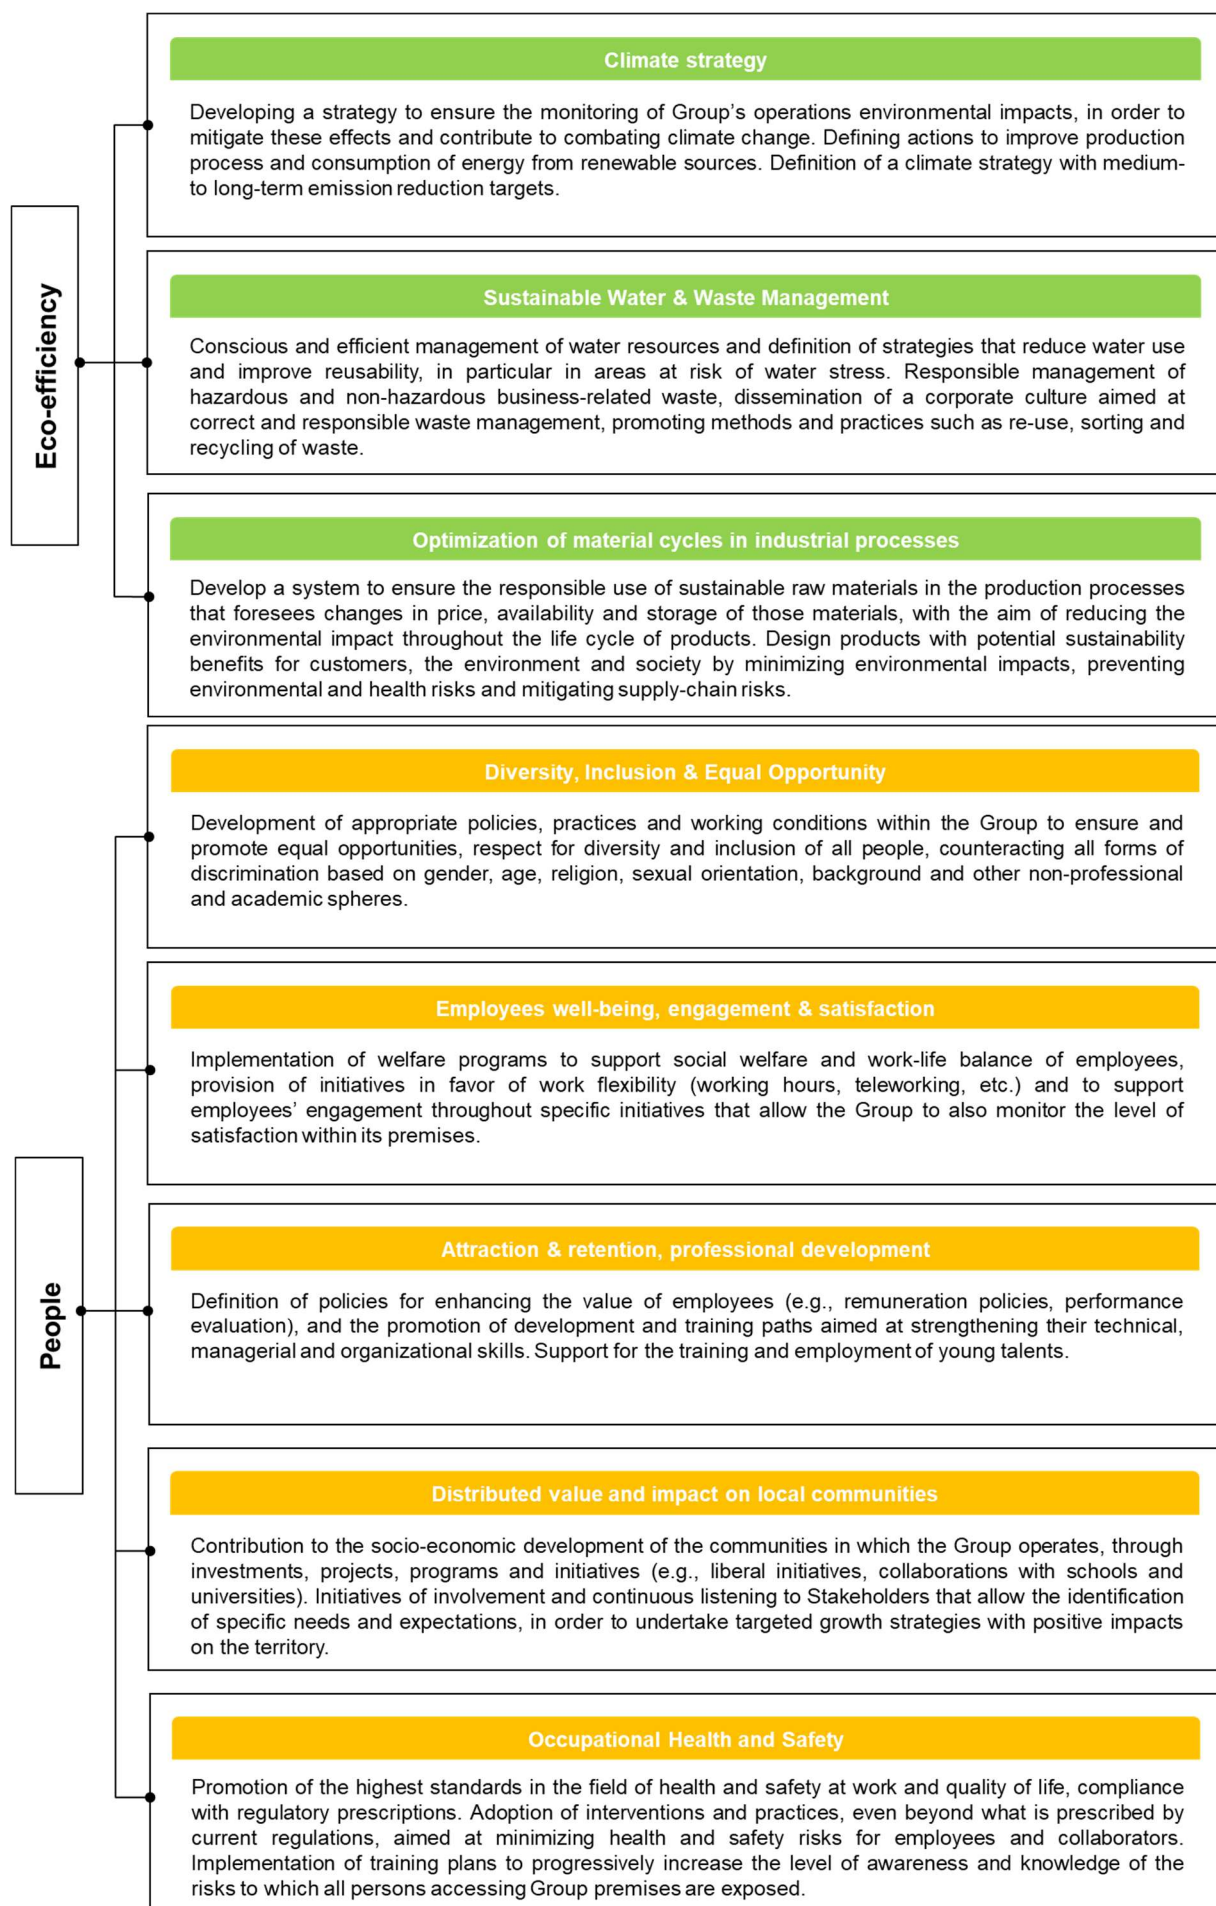 Eco-efficiency
Climate strategy
Developing a strategy to ensure the monitoring of Group's operations environmental impacts, in order to
mitigate these effects and contribute to combating climate change. Defining actions to improve production
process and consumption of energy from renewable sources. Definition of a climate strategy with medium-
to long-term emission reduction targets.
Sustainable Water & Waste Management
Conscious and efficient management of water resources and definition of strategies that reduce water use
and improve reusability, in particular in areas at risk of water stress. Responsible management of
hazardous and non-hazardous business-related waste, dissemination of a corporate culture aimed at
correct and responsible waste management, promoting methods and practices such as re-use, sorting and
recycling of waste.
Optimization of material cycles in industrial processes
Develop a system to ensure the responsible use of sustainable raw materials in the production processes
that foresees changes in price, availability and storage of those materials, with the aim of reducing the
environmental impact throughout the life cycle of products. Design products with potential sustainability
benefits for customers, the environment and society by minimizing environmental impacts, preventing
environmental and health risks and mitigating supply-chain risks.
People
Diversity, Inclusion & Equal Opportunity
Development of appropriate policies, practices and working conditions within the Group to ensure and
promote equal opportunities, respect for diversity and inclusion of all people, counteracting all forms of
discrimination based on gender, age, religion, sexual orientation, background and other non-professional
and academic spheres.
Employees well-being, engagement & satisfaction
Implementation of welfare programs to support social welfare and work-life balance of employees,
provision of initiatives in favor of work flexibility (working hours, teleworking, etc.) and to support
employees' engagement throughout specific initiatives that allow the Group to also monitor the level of
satisfaction within its premises.
Attraction & retention, professional development
Definition of policies for enhancing the value of employees (e.g., remuneration policies, performance
evaluation), and the promotion of development and training paths aimed at strengthening their technical,
managerial and organizational skills. Support for the training and employment of young talents.
Distributed value and impact on local communities
Contribution to the socio-economic development of the communities in which the Group operates, through
investments, projects, programs and initiatives (e.g., liberal initiatives, collaborations with schools and
universities). Initiatives of involvement and continuous listening to Stakeholders that allow the identification
of specific needs and expectations, in order to undertake targeted growth strategies with positive impacts
on the territory.
Occupational Health and Safety
Promotion of the highest standards in the field of health and safety at work and quality of life, compliance
with regulatory prescriptions. Adoption of interventions and practices, even beyond what is prescribed by
current regulations, aimed at minimizing health and safety risks for employees and collaborators.
Implementation of training plans to progressively increase the level of awareness and knowledge of the
risks to which all persons accessing Group premises are exposed.